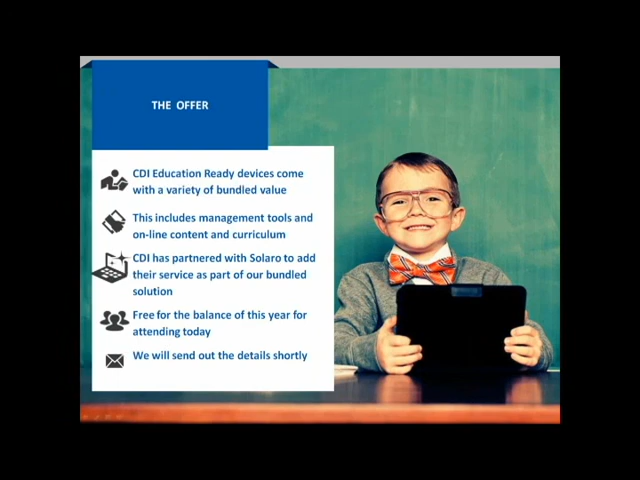 THE OFFER
CDI Education Ready devices come
with a variety of bundled value
This includes management tools and
on-line content and curriculum
CDI has partnered with Solaro to add
their service as part of our bundled
solution
Free for the balance of this year for
attending today
We will send out the details shortly